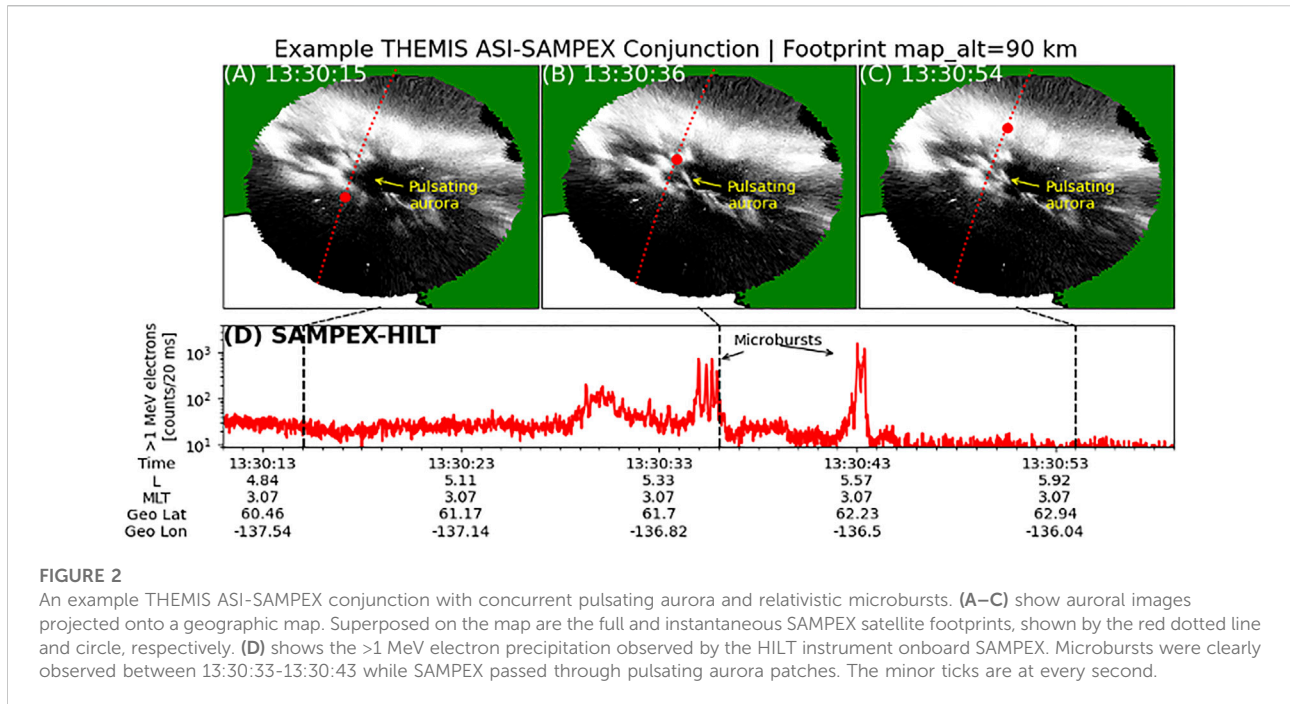 Example THEMIS ASI-SAMPEX Conjunction | Footprint map_alt=90 km
(A) 13:30:15
(B) 13:30:36
(C) 13:30:54
Pulsating
aurora
Pulsating
aurora
Pulsating
aurora
(D) SAMPEX-HILT
Microbursts
>1 MeV electrons
[counts/20 ms]
10³
10²
10¹
Time 13:30:13 13:30:23 13:30:33 13:30:43 13:30:53
L 4.84 5.11 5.33 5.57 5.92
MLT 3.07 3.07 3.07 3.07 3.07
Geo Lat 60.46 61.17 61.7 62.23 62.94
Geo Lon -137.54 -137.14 -136.82 -136.5 -136.04
FIGURE 2
An example THEMIS ASI-SAMPEX conjunction with concurrent pulsating aurora and relativistic microbursts. (A–C) show auroral images
projected onto a geographic map. Superposed on the map are the full and instantaneous SAMPEX satellite footprints, shown by the red dotted line
and circle, respectively. (D) shows the >1 MeV electron precipitation observed by the HILT instrument onboard SAMPEX. Microbursts were clearly
observed between 13:30:33-13:30:43 while SAMPEX passed through pulsating aurora patches. The minor ticks are at every second.